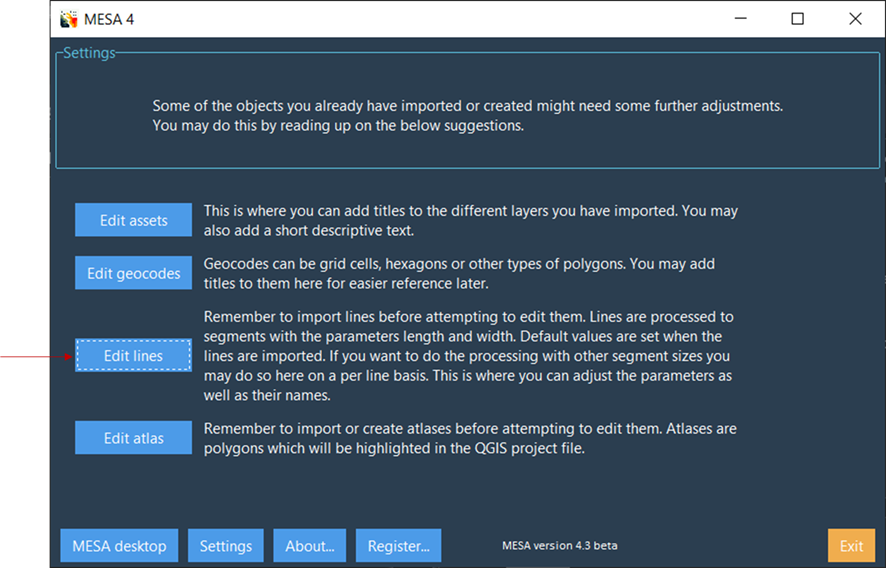 MESA 4
Settings
Some of the objects you already have imported or created might need some further adjustments.
You may do this by reading up on the below suggestions.
Edit assets
This is where you can add titles to the different layers you have imported. You may
also add a short descriptive text.
Edit geocodes
Geocodes can be grid cells, hexagons or other types of polygons. You may add
titles to them here for easier reference later.
Edit lines
Remember to import lines before attempting to edit them. Lines are processed to
segments with the parameters length and width. Default values are set when the
lines are imported. If you want to do the processing with other segment sizes you
may do so here on a per line basis. This is where you can adjust the parameters as
well as their names.
Edit atlas
Remember to import or create atlases before attempting to edit them. Atlases are
polygons which will be highlighted in the QGIS project file.
MESA desktop
Settings
About...
Register...
MESA version 4.3 beta
Exit